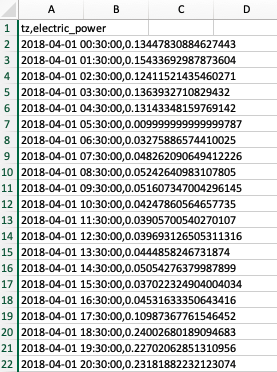 A B C D
1 tz,electric_power
2 2018-04-01 00:30:00,0.13447830884627443
3 2018-04-01 01:30:00,0.15433692987873604
4 2018-04-01 02:30:00,0.12411521435460271
5 2018-04-01 03:30:00,0.1363932710829432
6 2018-04-01 04:30:00,0.13143348159769142
7 2018-04-01 05:30:00,0.009999999999999787
8 2018-04-01 06:30:00,0.03275886574410025
9 2018-04-01 07:30:00,0.048262090649412226
10 2018-04-01 08:30:00,0.05242640983107805
11 2018-04-01 09:30:00,0.051607347004296145
12 2018-04-01 10:30:00,0.04247860564657735
13 2018-04-01 11:30:00,0.03905700540270107
14 2018-04-01 12:30:00,0.039693126505311316
15 2018-04-01 13:30:00,0.0444858246731874
16 2018-04-01 14:30:00,0.05054276379987899
17 2018-04-01 15:30:00,0.037022324904004034
18 2018-04-01 16:30:00,0.04531633350643416
19 2018-04-01 17:30:00,0.10987367761546452
20 2018-04-01 18:30:00,0.24002680189094683
21 2018-04-01 19:30:00,0.22702062851310956
22 2018-04-01 20:30:00,0.23181882232123074